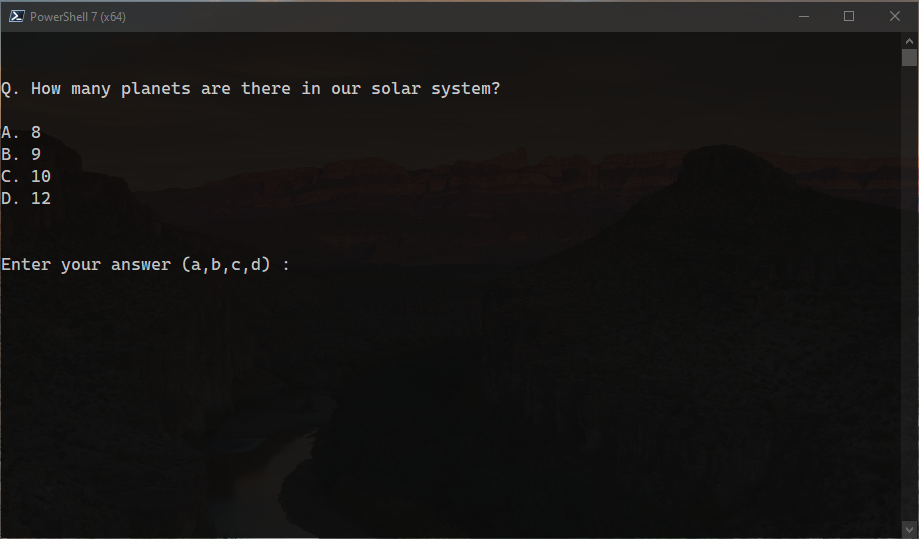 PowerShell 7 (x64)
Q. How many planets are there in our solar system?
A. 8
B. 9
C. 10
D. 12
Enter your answer (a,b,c,d) :